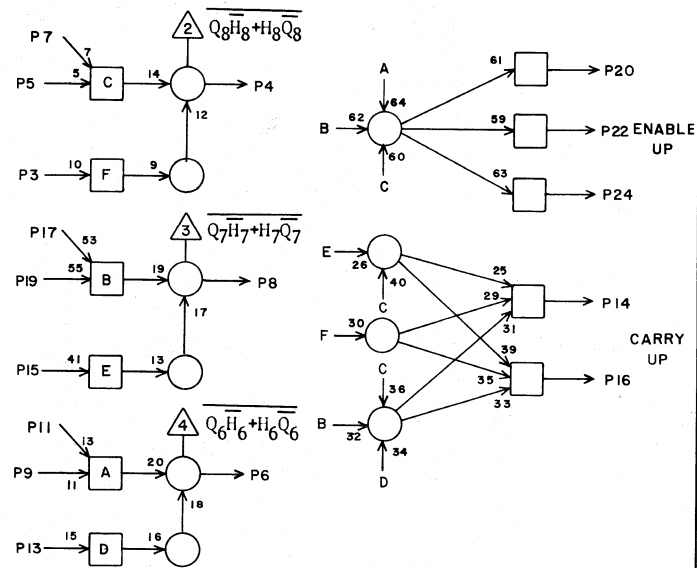 2 Q8H̅8+H8Q̅8
P7
7
P5 5 C 14 P4
12
P3 10 F 9
3 Q7H̅7+H7Q̅7
P17
53
P19 55 B 19 P8
17
P15 41 E 13
4 Q6H̅6+H6Q̅6
P11
13
P9 11 A 20 P6
18
P13 15 D 16
A
61 P20
64
B 62 59 P22 ENABLE UP
60
C
63 P24
E 26
40
C
25
29
31
P14
F 30
CARRY UP
39
35
33
P16
C
36
B 32
34
D